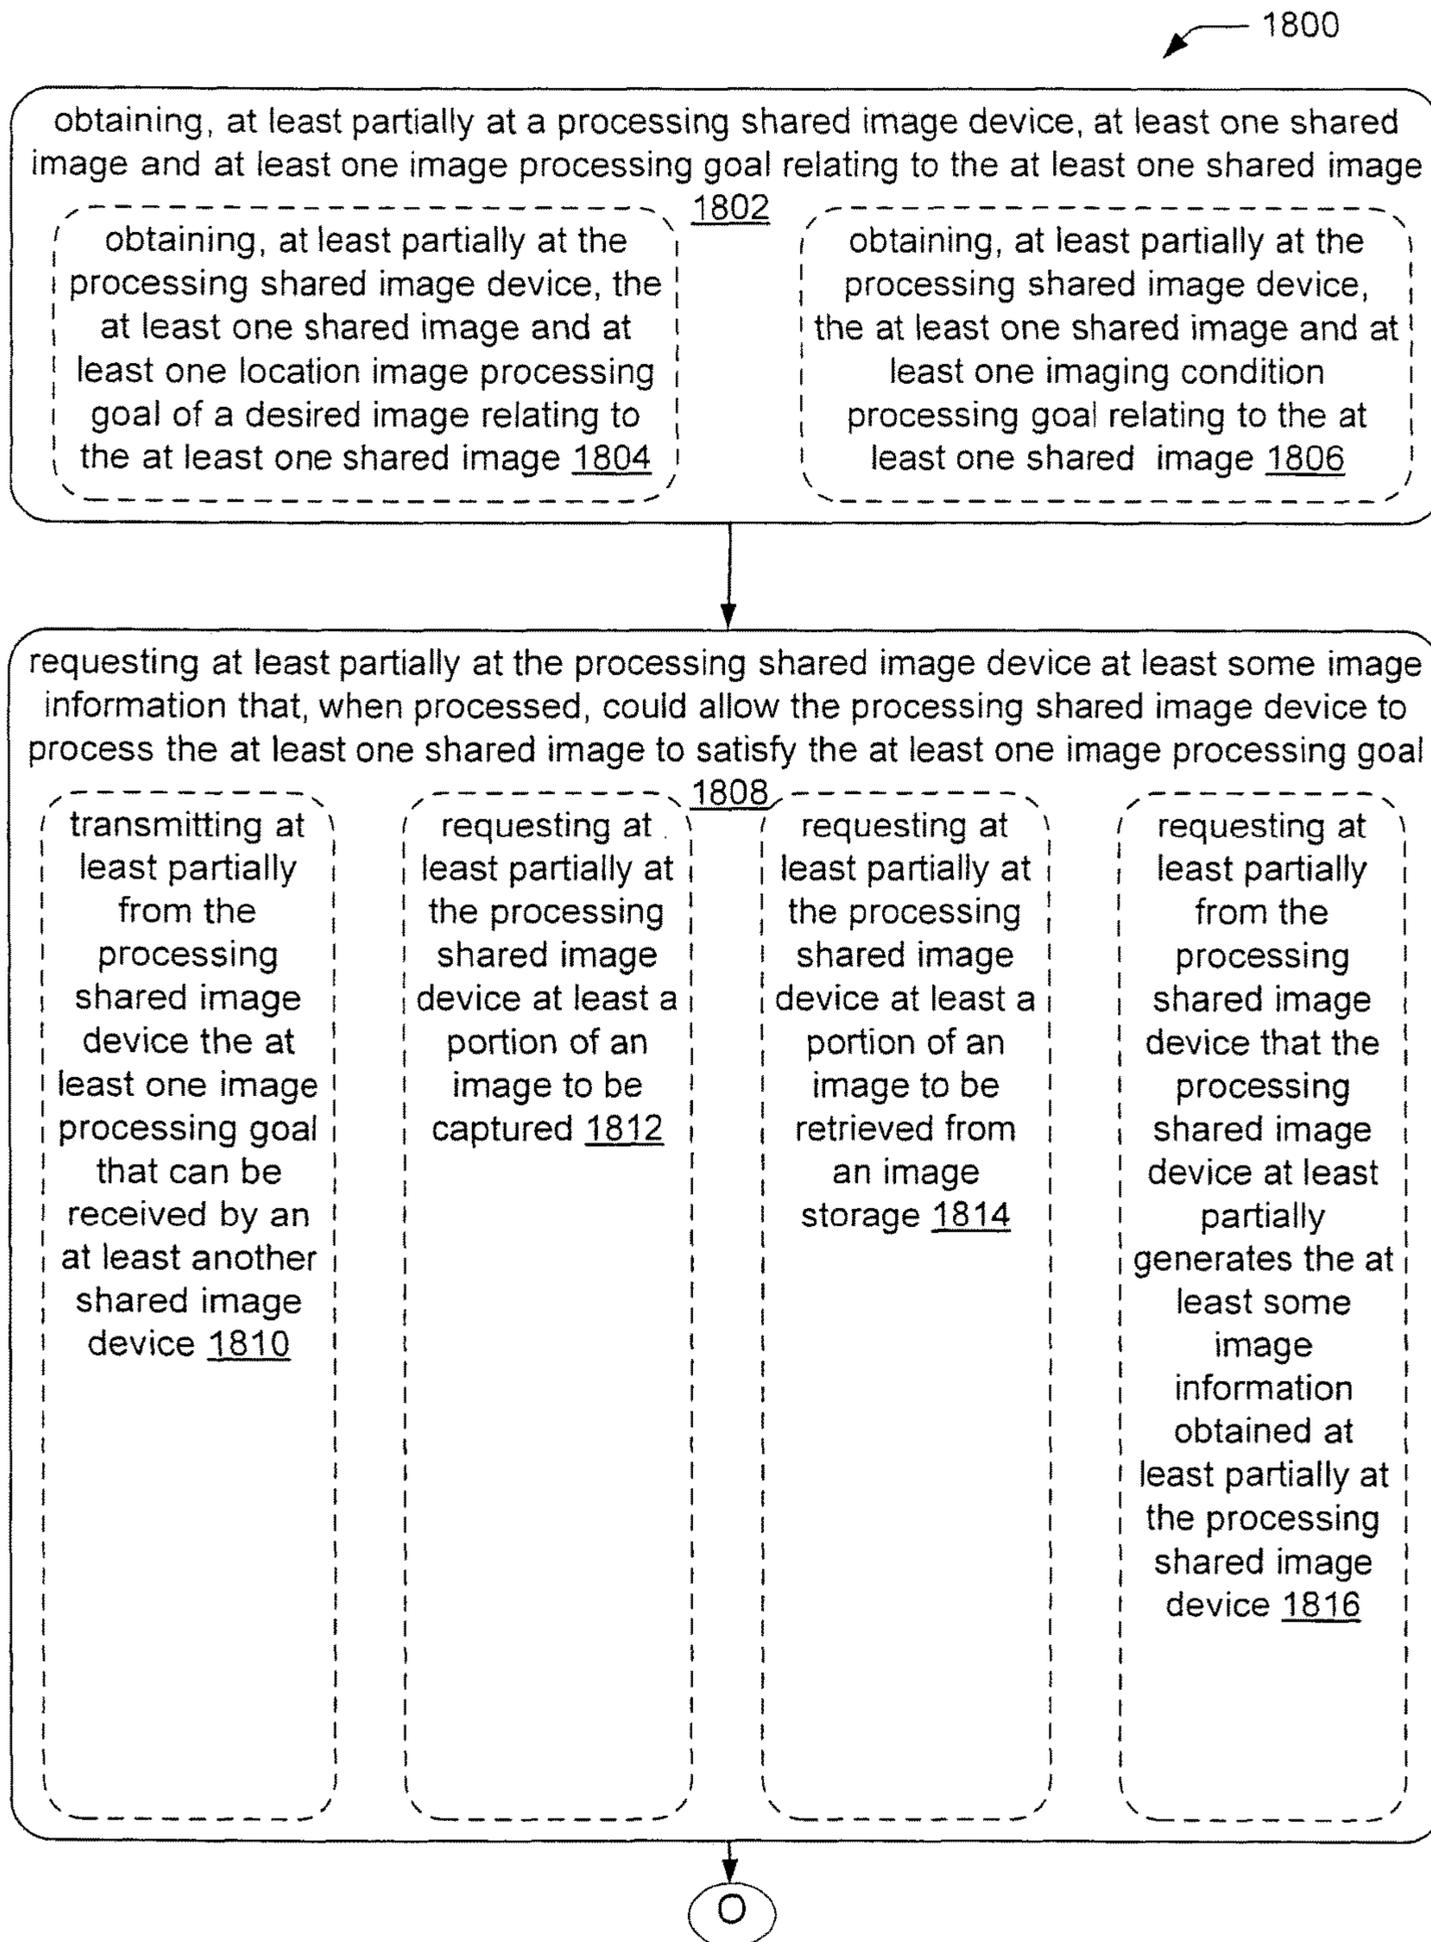 1800
obtaining, at least partially at a processing shared image device, at least one shared
image and at least one image processing goal relating to the at least one shared image
1802
obtaining, at least partially at the
processing shared image device, the
at least one shared image and at
least one location image processing
goal of a desired image relating to
the at least one shared image 1804
obtaining, at least partially at the
processing shared image device,
the at least one shared image and at
least one imaging condition
processing goal relating to the at
least one shared image 1806
requesting at least partially at the processing shared image device at least some image
information that, when processed, could allow the processing shared image device to
process the at least one shared image to satisfy the at least one image processing goal
1808
transmitting at
least partially
from the
processing
shared image
device the at
least one image
processing goal
that can be
received by an
at least another
shared image
device 1810
requesting at
least partially at
the processing
shared image
device at least a
portion of an
image to be
captured 1812
requesting at
least partially at
the processing
shared image
device at least a
portion of an
image to be
retrieved from
an image
storage 1814
requesting at
least partially
from the
processing
shared image
device that the
processing
shared image
device at least
partially
generates the at
least some
image
information
obtained at
least partially at
the processing
shared image
device 1816
O